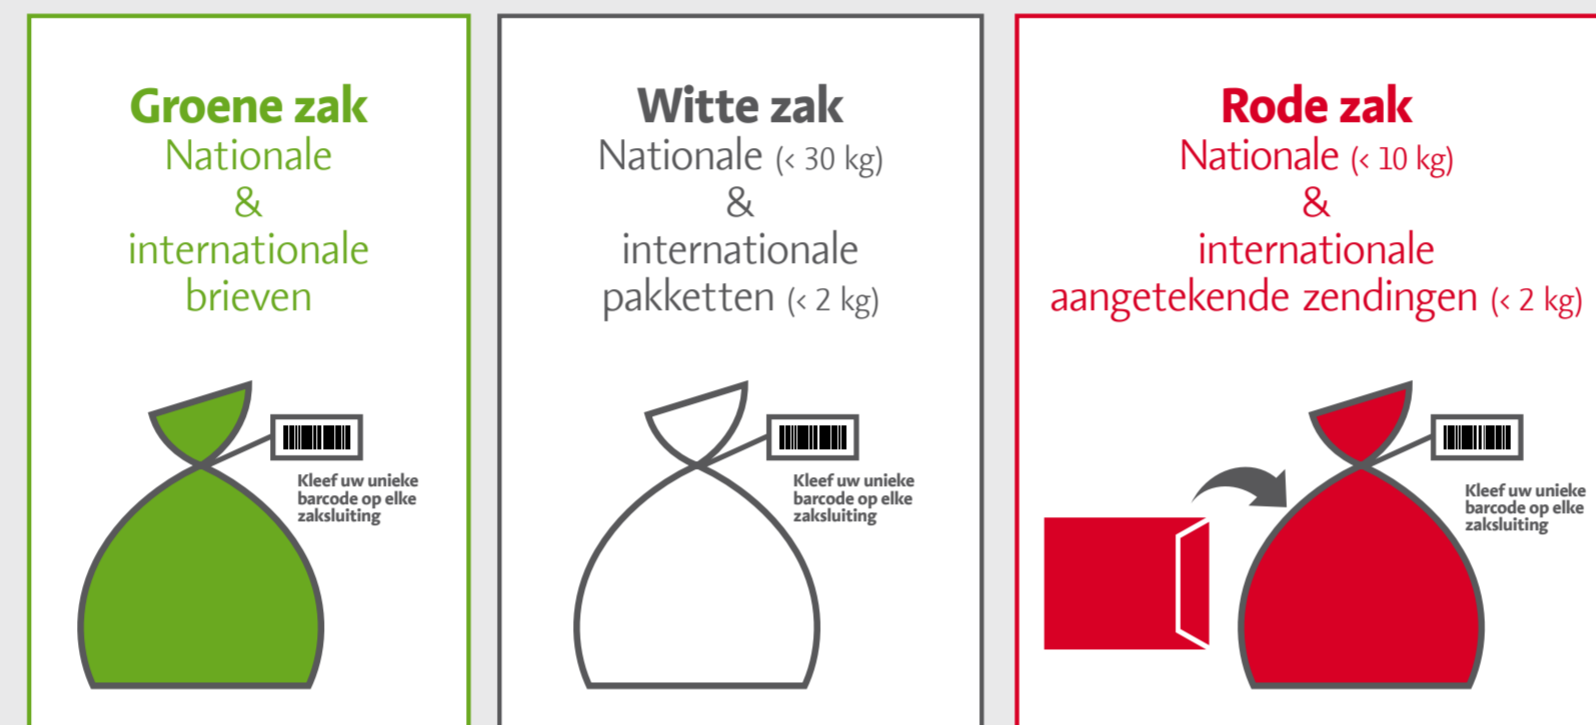 Groene zak
Nationale
&
internationale
brieven
Kleef uw unieke
barcode op elke
zaksluiting
Witte zak
Nationale (< 30 kg)
&
internationale
pakketten (< 2 kg)
Kleef uw unieke
barcode op elke
zaksluiting
Rode zak
Nationale (< 10 kg)
&
internationale
aangetekende zendingen (< 2 kg)
Kleef uw unieke
barcode op elke
zaksluiting